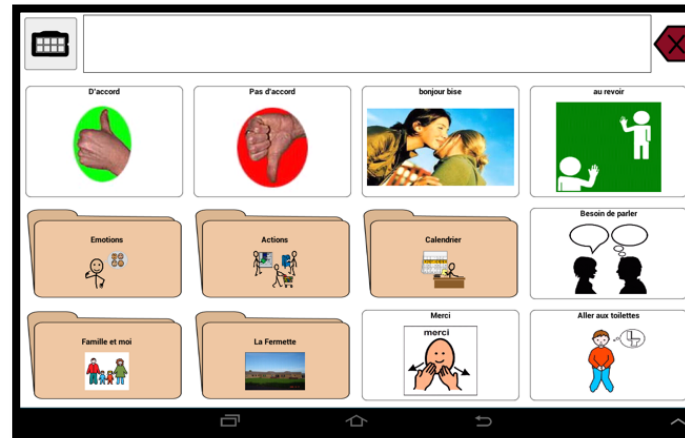 D'accord
Pas d'accord
bonjour bise
au revoir
Emotions
Actions
Calendrier
Besoin de parler
Famille et moi
La Fermette
Merci
merci
Aller aux toilettes